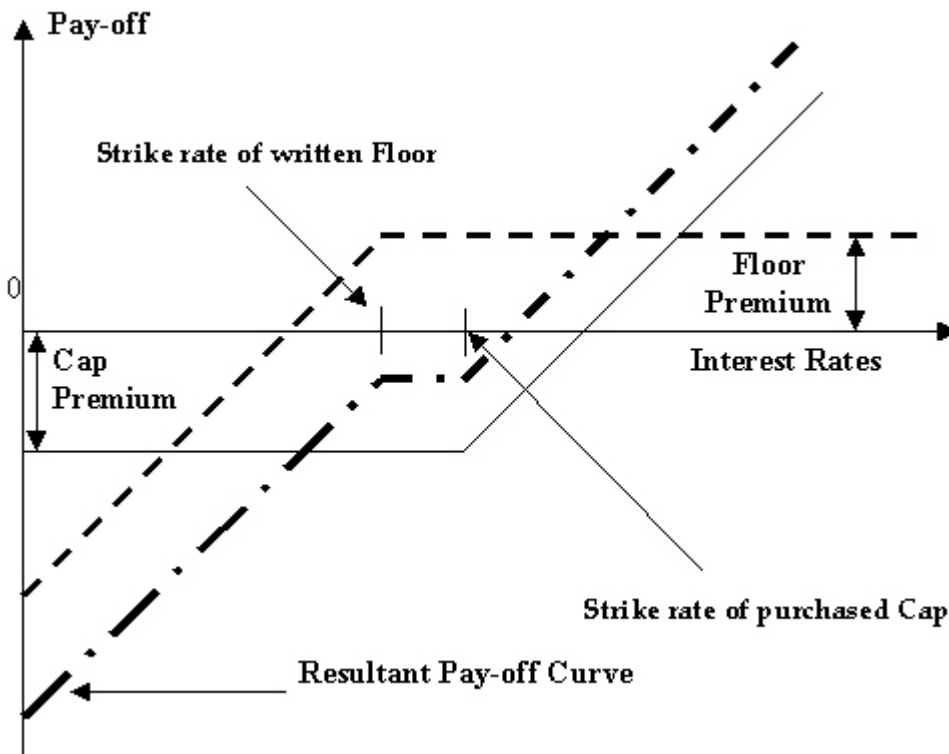 Pay-off
Strike rate of written Floor
0
Floor
Premium
Cap
Premium
Interest Rates
Strike rate of purchased Cap
Resultant Pay-off Curve